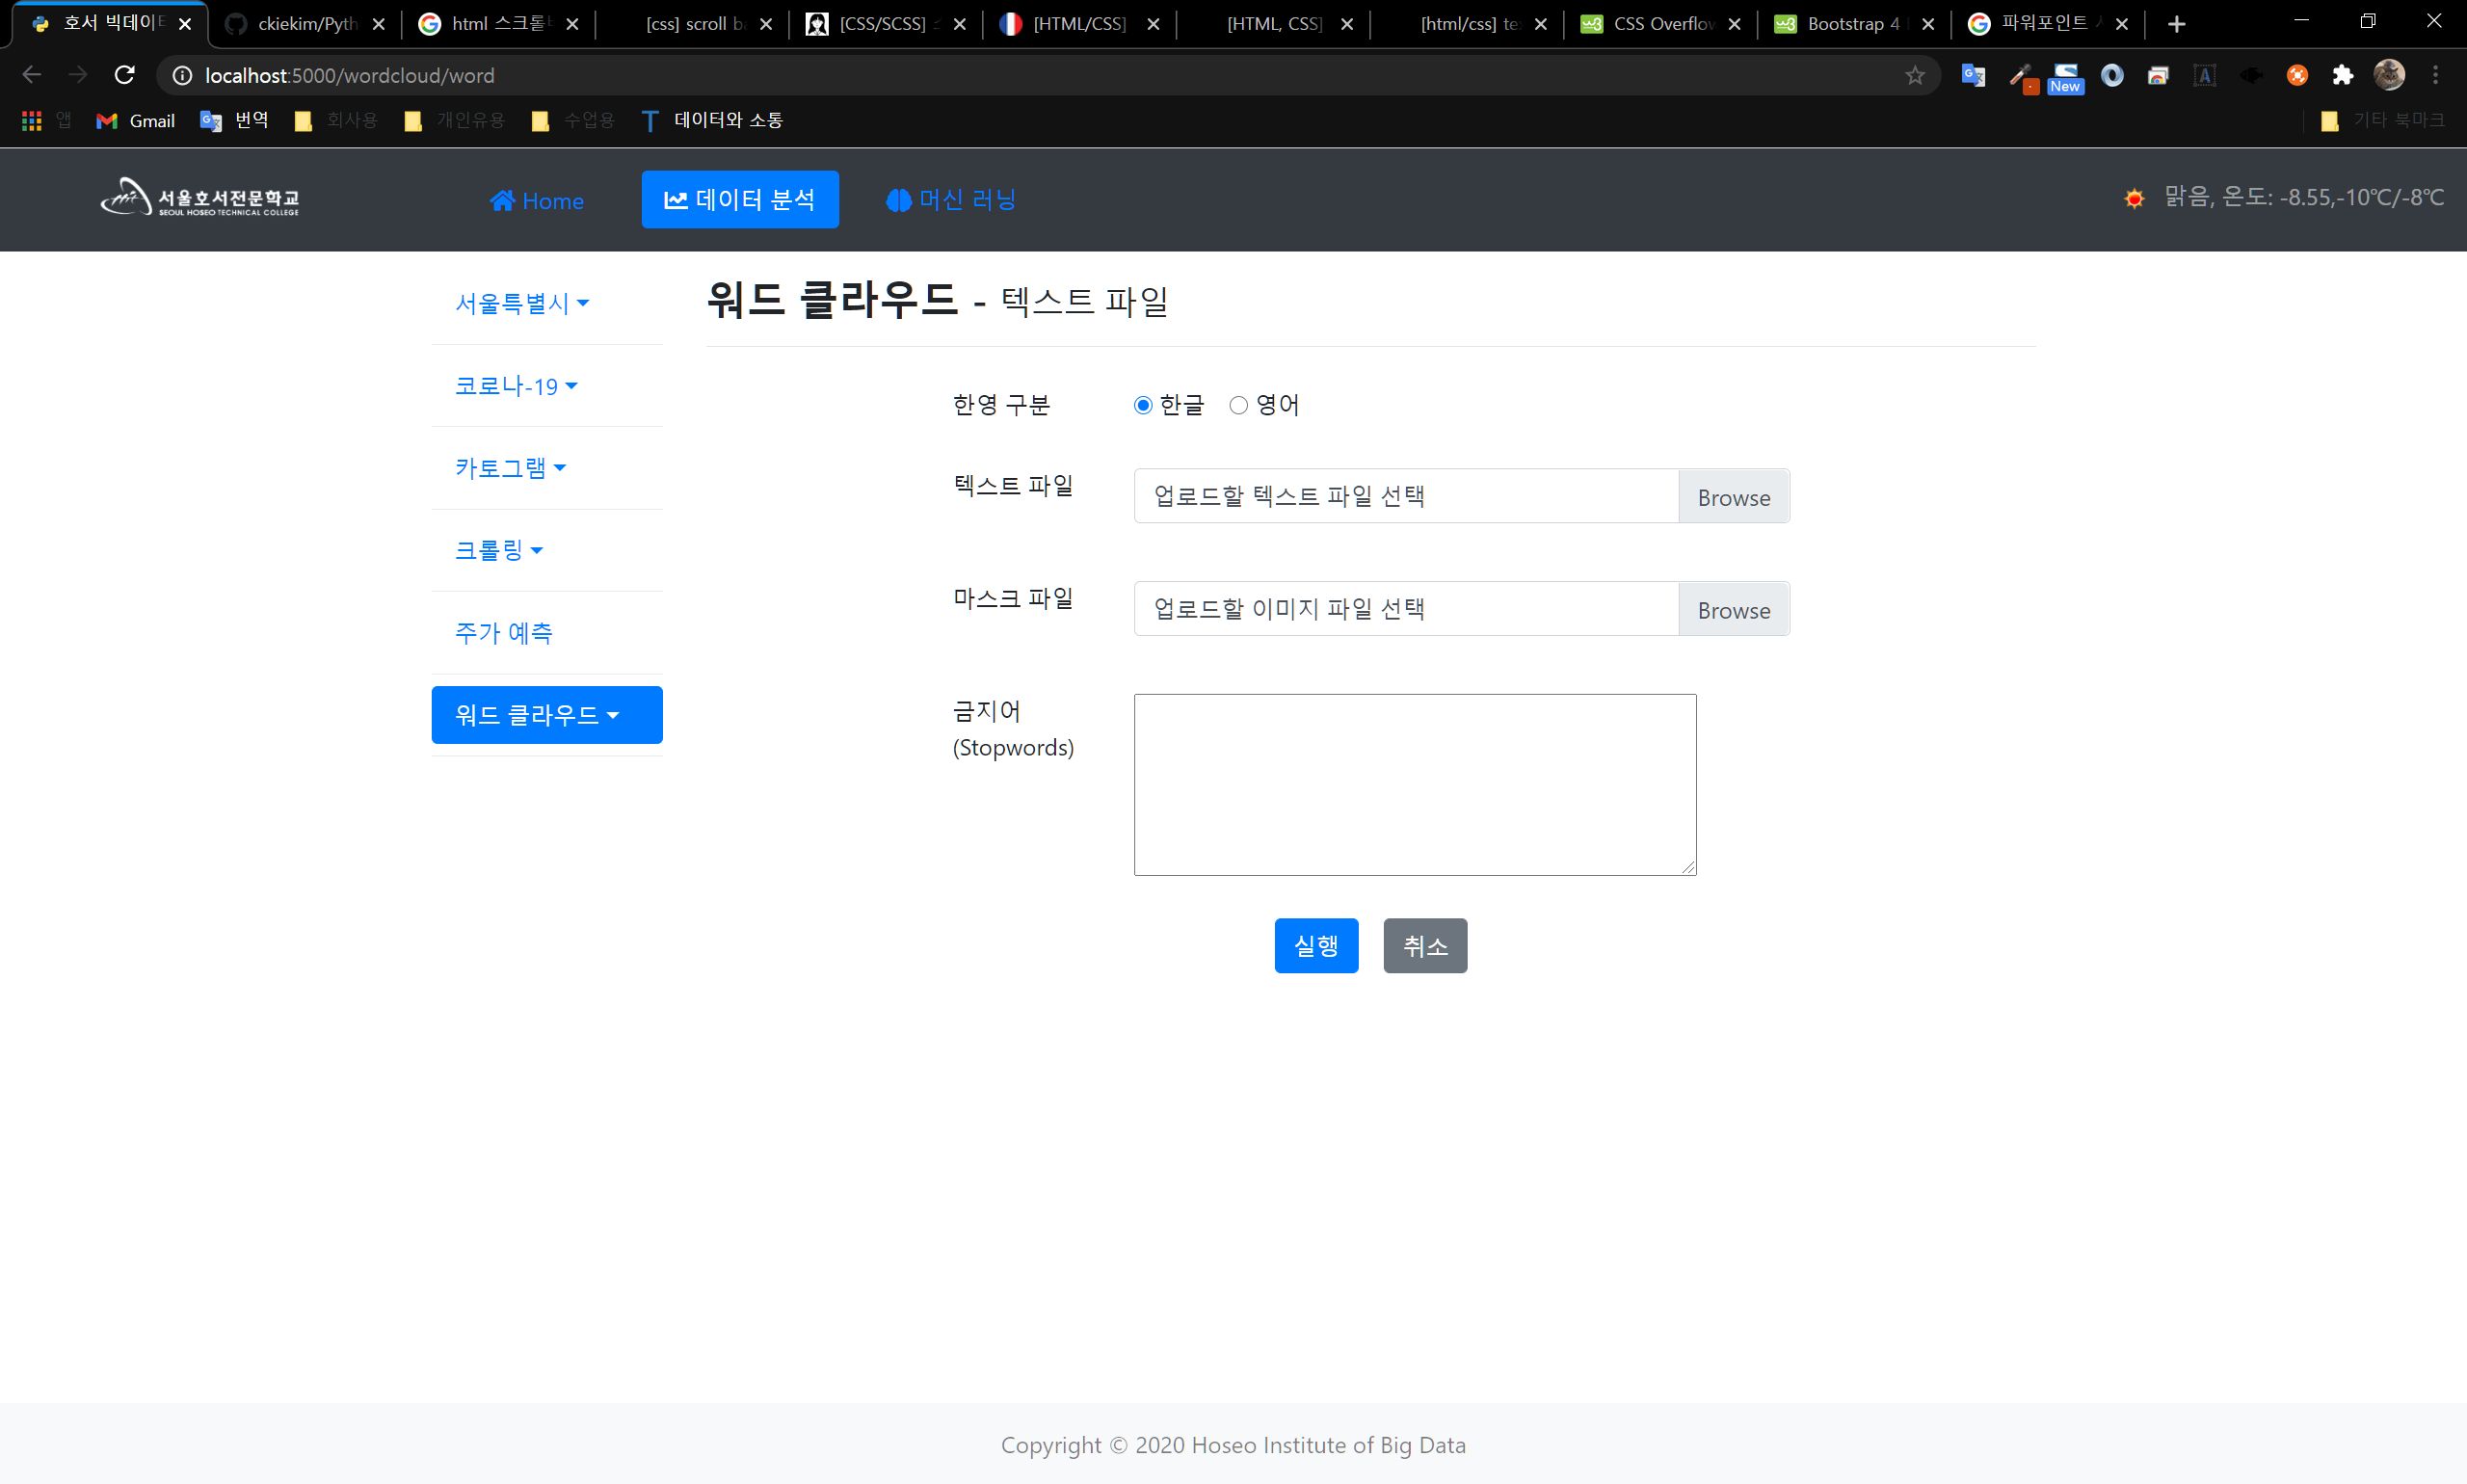 호서 빅데이터
ckiekim/Pyth
html 스크롤바
[css] scroll ba
[CSS/SCSS]
[HTML/CSS]
[HTML, CSS]
[html/css] te
CSS Overflow
Bootstrap 4
파워포인트
localhost:5000/wordcloud/word
New
앱
Gmail
번역
회사용
개인유용
수업용
데이터와 소통
기타 북마크
서울호서전문학교
SEOUL HOSEO TECHNICAL COLLEGE
Home
데이터 분석
머신 러닝
맑음, 온도: -8.55,-10℃/-8℃
서울특별시
코로나-19
카토그램
크롤링
주가 예측
워드 클라우드
워드 클라우드 - 텍스트 파일
한영 구분 한글 영어
텍스트 파일 업로드할 텍스트 파일 선택 Browse
마스크 파일 업로드할 이미지 파일 선택 Browse
금지어
(Stopwords)
실행 취소
Copyright © 2020 Hoseo Institute of Big Data